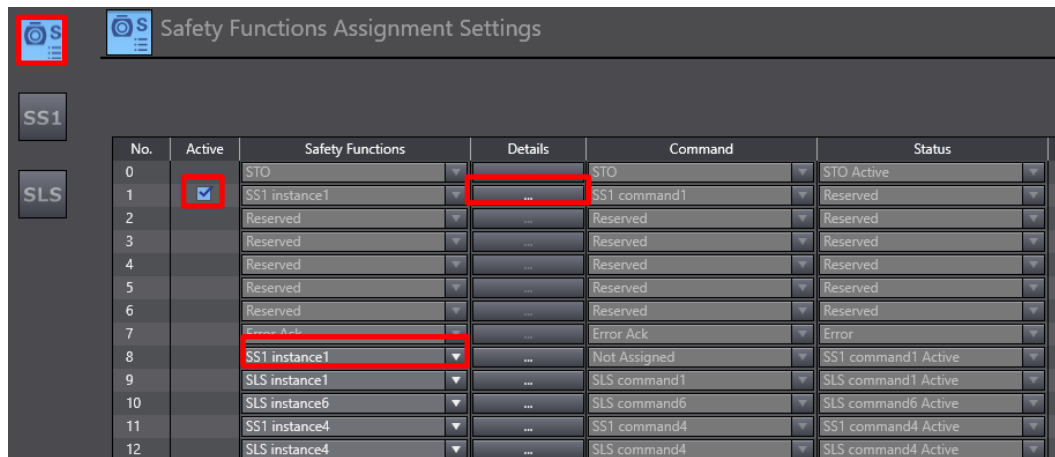 S
S Safety Functions Assignment Settings
SS1
SLS
No. Active Safety Functions Details Command Status
0 STO STO STO Active
1 SS1 instance1 ... SS1 command1 Reserved
2 Reserved ... Reserved Reserved
3 Reserved ... Reserved Reserved
4 Reserved ... Reserved Reserved
5 Reserved ... Reserved Reserved
6 Reserved ... Reserved Reserved
7 Error Ack ... Error Ack Error
8 SS1 instance1 ... Not Assigned SS1 command1 Active
9 SLS instance1 ... SLS command1 SLS command1 Active
10 SLS instance6 ... SLS command6 SLS command6 Active
11 SS1 instance4 ... SS1 command4 SS1 command4 Active
12 SLS instance4 ... SLS command4 SLS command4 Active